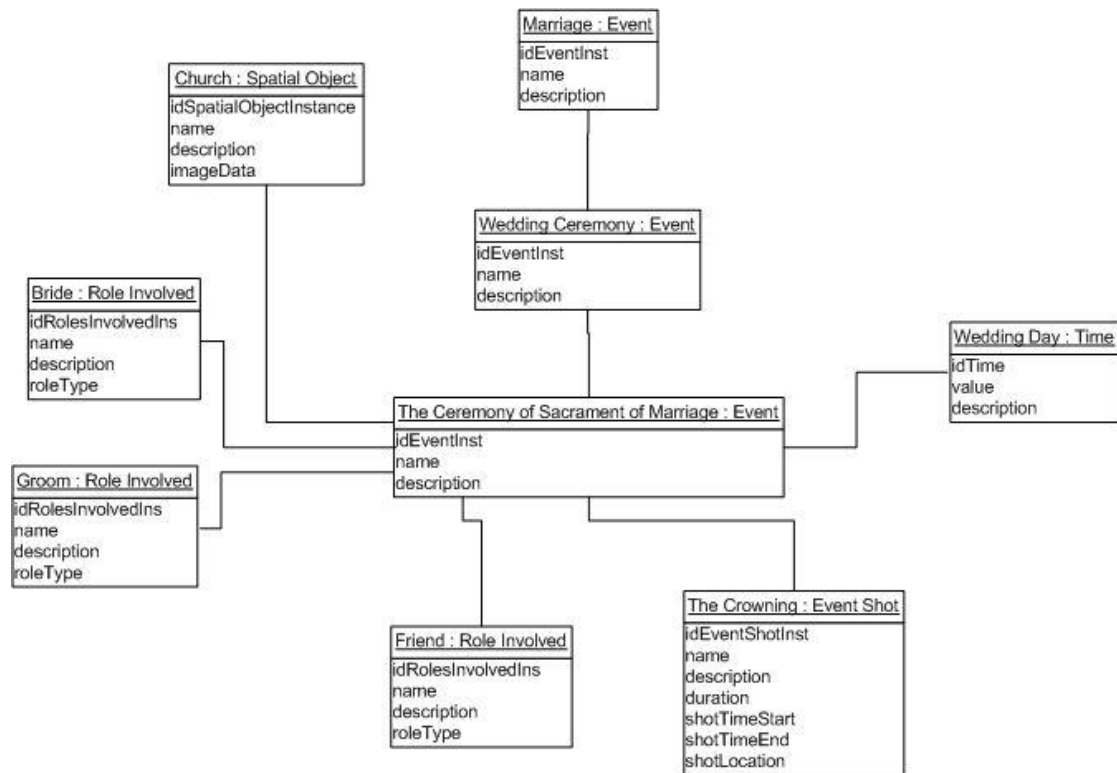 Marriage : Event
idEventInst
name
description
Church : Spatial Object
idSpatialObjectInstance
name
description
imageData
Wedding Ceremony : Event
idEventInst
name
description
Bride : Role Involved
idRolesInvolvedIns
name
description
roleType
Wedding Day : Time
idTime
value
description
The Ceremony of Sacrament of Marriage : Event
idEventInst
name
description
Groom : Role Involved
idRolesInvolvedIns
name
description
roleType
Friend : Role Involved
idRolesInvolvedIns
name
description
roleType
The Crowning : Event Shot
idEventShotInst
name
description
duration
shotTimeStart
shotTimeEnd
shotLocation